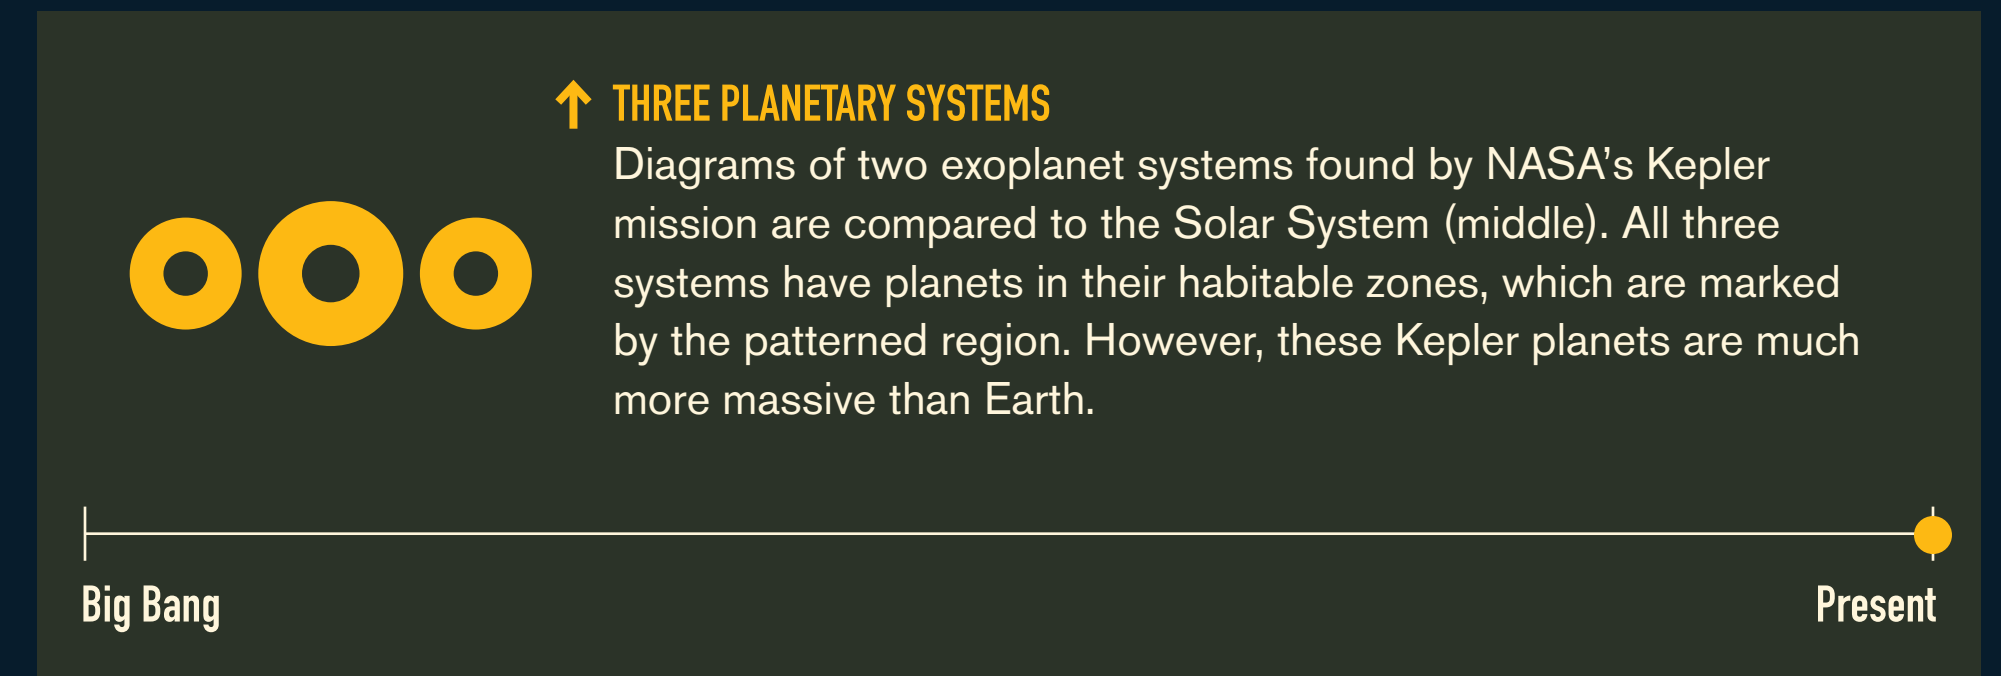 THREE PLANETARY SYSTEMS
Diagrams of two exoplanet systems found by NASA’s Kepler
mission are compared to the Solar System (middle). All three
systems have planets in their habitable zones, which are marked
by the patterned region. However, these Kepler planets are much
more massive than Earth.
Big Bang
Present